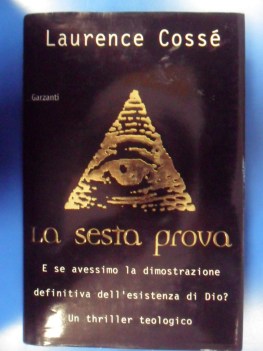 Laurence Cossé
Garzanti
La sesta prova
E se avessimo la dimostrazione
definitiva dell'esistenza di Dio?
Un thriller teologico